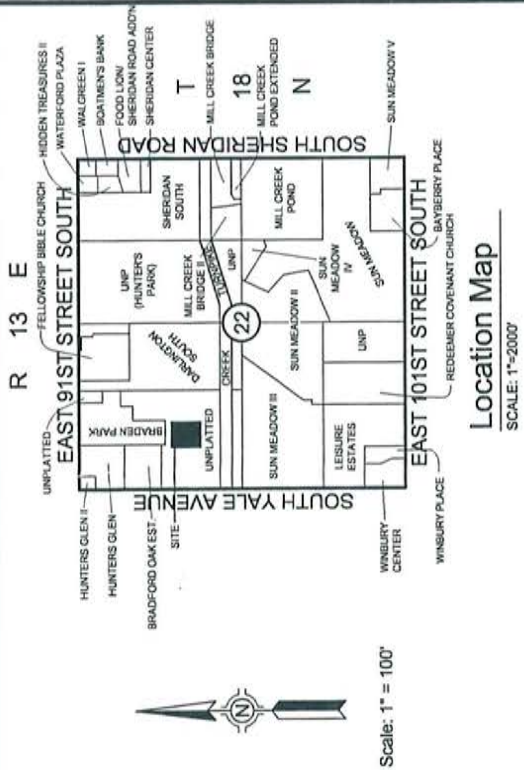 R 13 E
FELLOWSHIP BIBLE CHURCH
HIDDEN TREASURES II
WATERFORD PLAZA
WALGREEN I
BOATMEN'S BANK
FOOD LION/
SHERIDAN ROAD ADD'N
SHERIDAN CENTER
UNPLATTED
HUNTERS GLEN II
HUNTERS GLEN
BRADFORD OAK EST.
SITE
EAST 91ST STREET SOUTH
BRADEN PARK
DARLINGTON
SOUTH
UNP
(HUNTER'S
PARK)
SHERIDAN
SOUTH
T
18
N
MILL CREEK BRIDGE
MILL CREEK
POND EXTENDED
SOUTH YALE AVENUE
SOUTH SHERIDAN ROAD
UNPLATTED
CREEK
TURNPIKE
MILL CREEK
BRIDGE II
UNP
22
MILL CREEK
POND
SUN MEADOW III
SUN MEADOW II
SUN
MEADOW
IV
SUN MEADOW
SUN MEADOW V
LEISURE
ESTATES
UNP
EAST 101ST STREET SOUTH
WINBURY
CENTER
WINBURY PLACE
REDEEMER COVENANT CHURCH
BAYBERRY PLACE
N
Scale: 1" = 100'
Location Map
SCALE: 1"=2000'